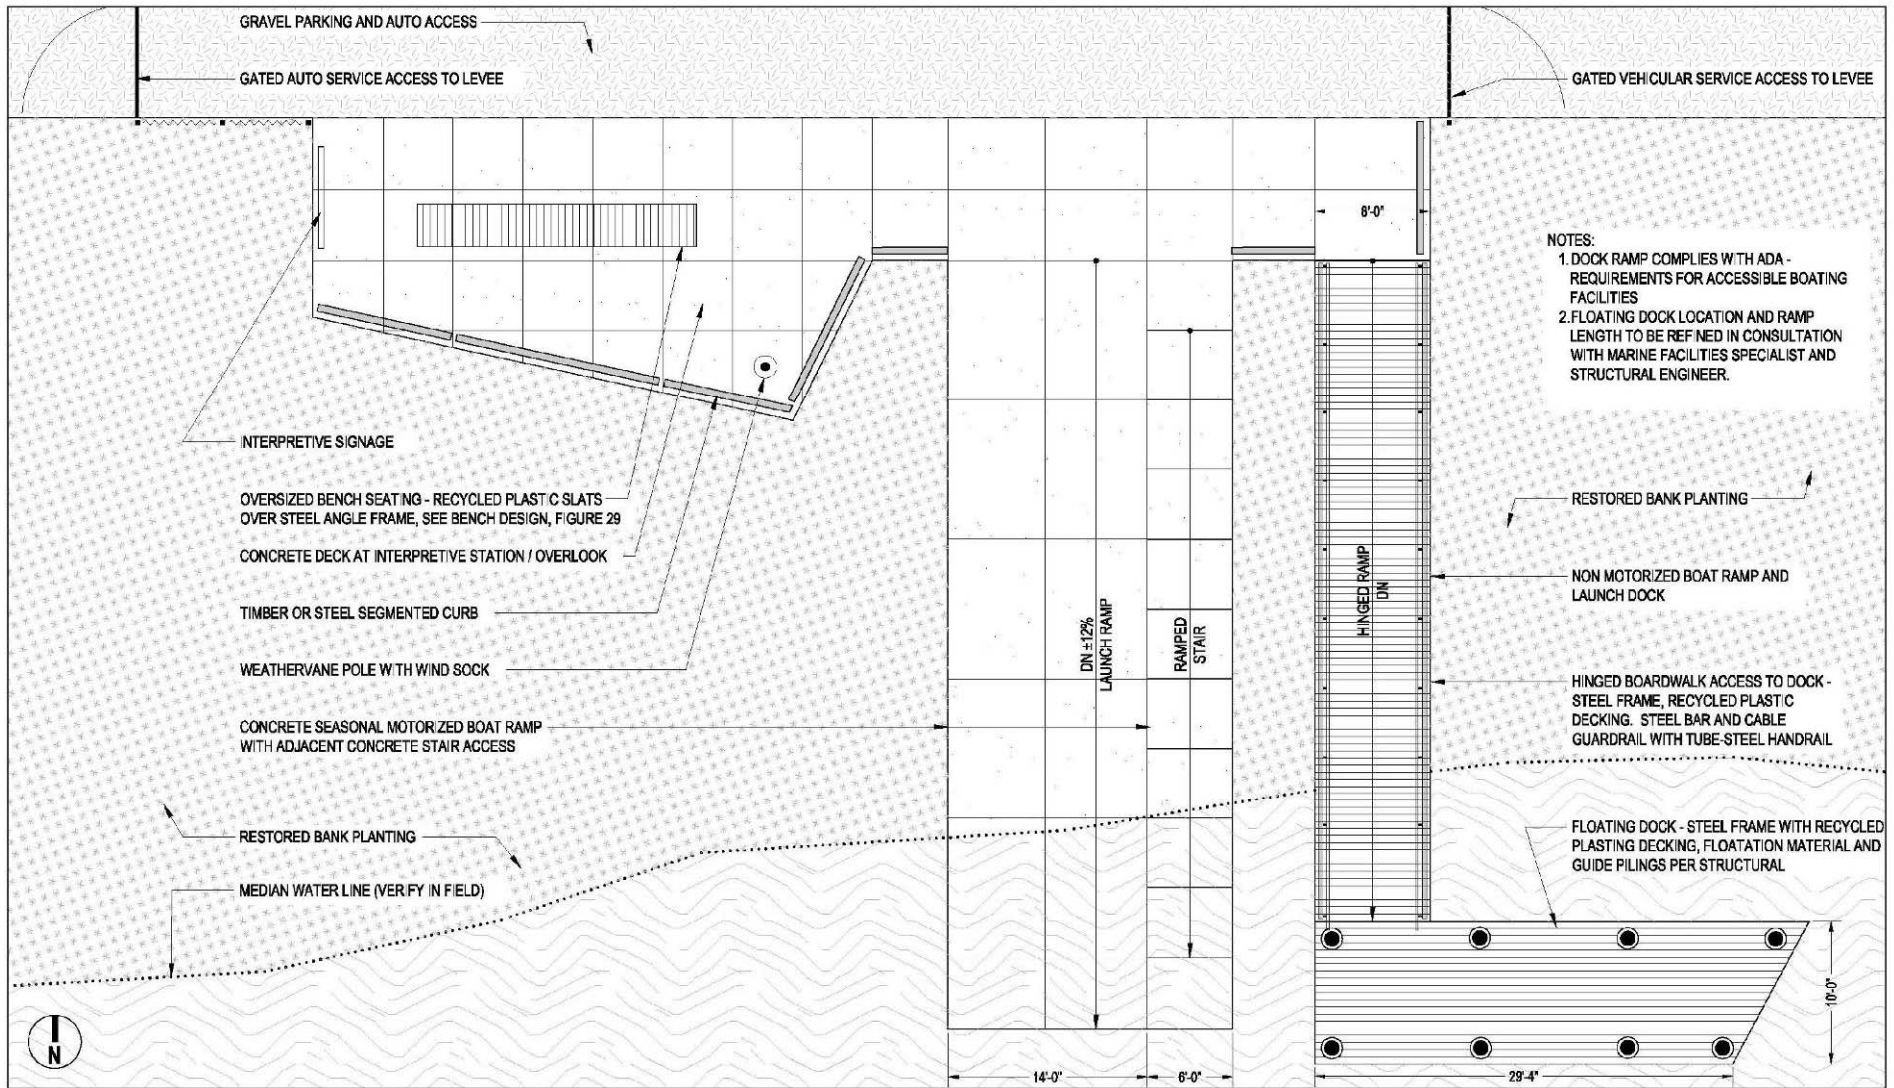 GRAVEL PARKING AND AUTO ACCESS
GATED AUTO SERVICE ACCESS TO LEVEE
GATED VEHICULAR SERVICE ACCESS TO LEVEE
8'-0"
NOTES:
1. DOCK RAMP COMPLIES WITH ADA -
REQUIREMENTS FOR ACCESSIBLE BOATING
FACILITIES
2. FLOATING DOCK LOCATION AND RAMP
LENGTH TO BE REFINED IN CONSULTATION
WITH MARINE FACILITIES SPECIALIST AND
STRUCTURAL ENGINEER.
INTERPRETIVE SIGNAGE
OVERSIZED BENCH SEATING - RECYCLED PLASTIC SLATS
OVER STEEL ANGLE FRAME, SEE BENCH DESIGN, FIGURE 29
CONCRETE DECK AT INTERPRETIVE STATION / OVERLOOK
TIMBER OR STEEL SEGMENTED CURB
WEATHERVANE POLE WITH WIND SOCK
CONCRETE SEASONAL MOTORIZED BOAT RAMP
WITH ADJACENT CONCRETE STAIR ACCESS
RESTORED BANK PLANTING
MEDIAN WATER LINE (VERIFY IN FIELD)
DN ±12%
LAUNCH RAMP
RAMPED
STAIR
HINGED RAMP
DN
RESTORED BANK PLANTING
NON MOTORIZED BOAT RAMP AND
LAUNCH DOCK
HINGED BOARDWALK ACCESS TO DOCK -
STEEL FRAME, RECYCLED PLASTIC
DECKING. STEEL BAR AND CABLE
GUARDRAIL WITH TUBE-STEEL HANDRAIL
FLOATING DOCK - STEEL FRAME WITH RECYCLED
PLASTING DECKING, FLOATATION MATERIAL AND
GUIDE PILINGS PER STRUCTURAL
10'-0"
N
14'-0"
6'-0"
29'-4"